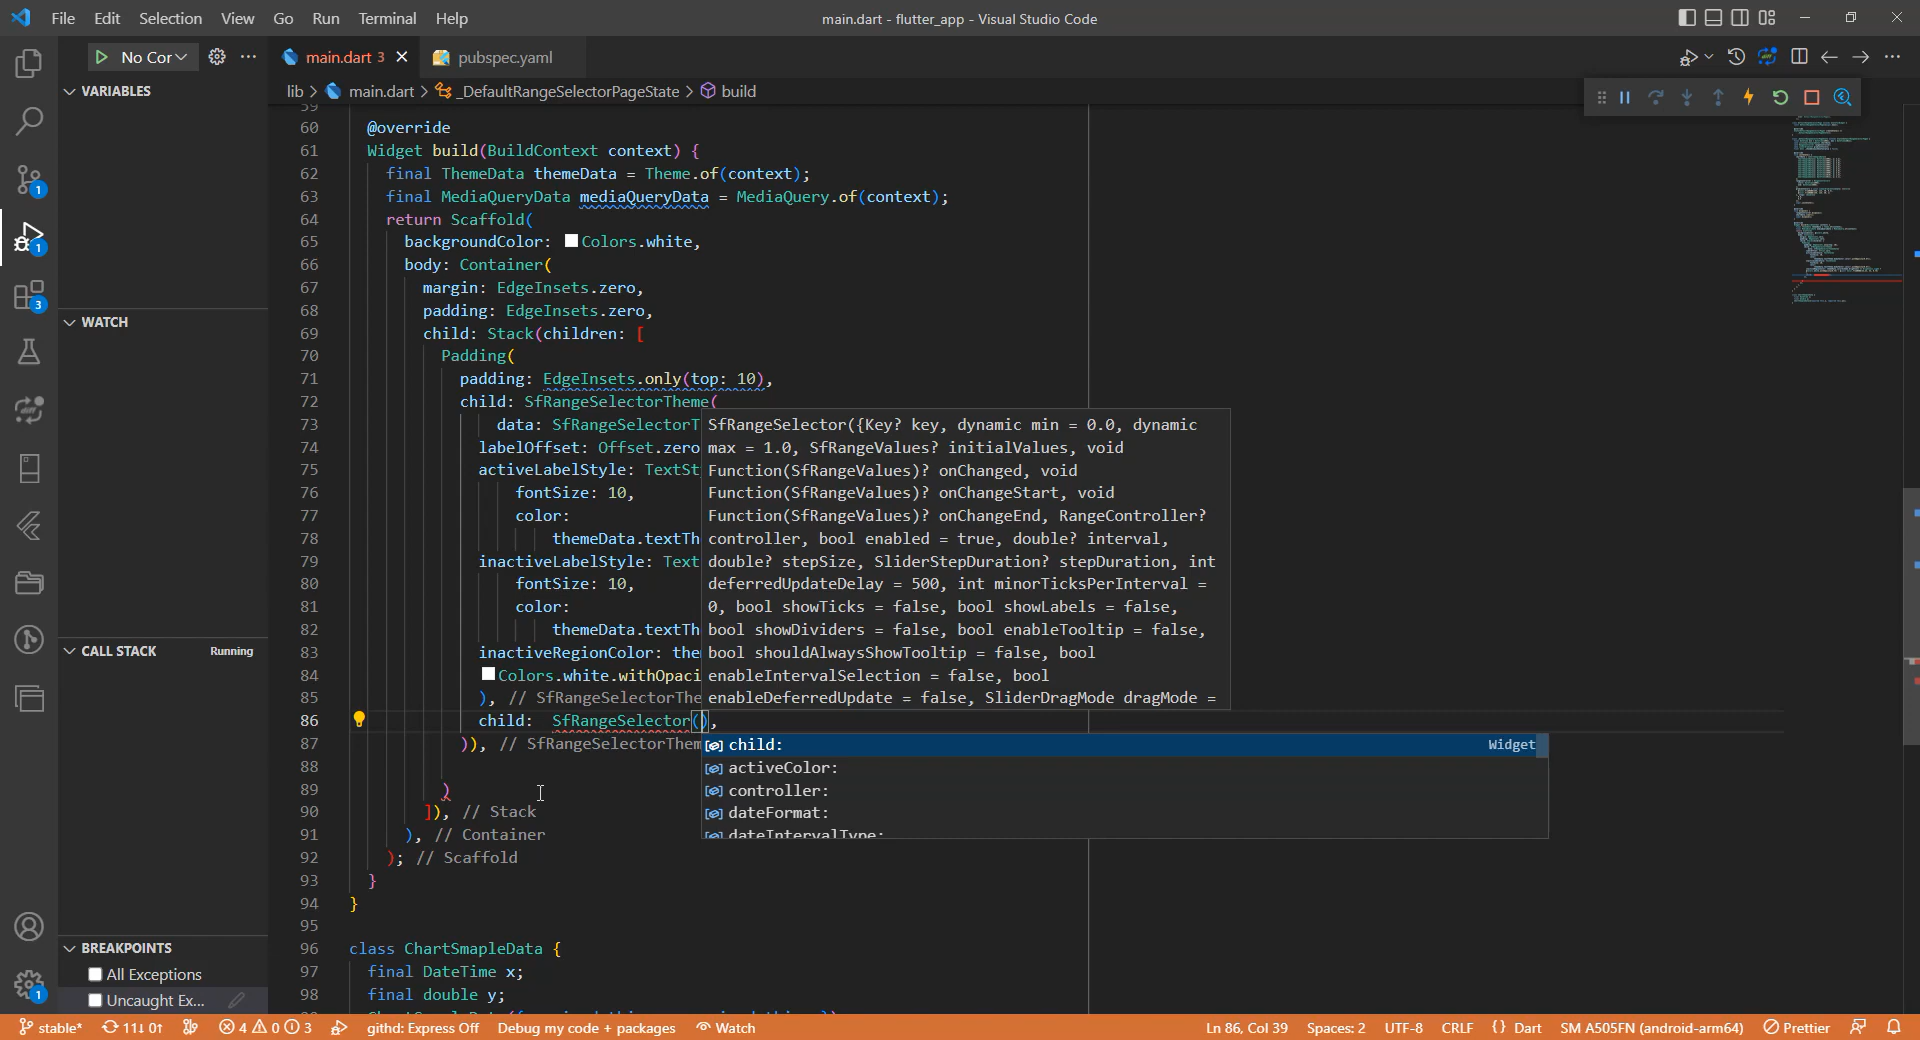 File Edit Selection View Go Run Terminal Help
main.dart - flutter_app - Visual Studio Code
No Cor
main.dart 3
pubspec.yaml
lib > main.dart > _DefaultRangeSelectorPageState > build
VARIABLES
WATCH
CALL STACK Running
BREAKPOINTS
All Exceptions
Uncaught Ex...
1
1
3
1
59
60 @override
61 Widget build(BuildContext context) {
62 final ThemeData themeData = Theme.of(context);
63 final MediaQueryData mediaQueryData = MediaQuery.of(context);
64 return Scaffold(
65 backgroundColor: Colors.white,
66 body: Container(
67 margin: EdgeInsets.zero,
68 padding: EdgeInsets.zero,
69 child: Stack(children: [
70 Padding(
71 padding: EdgeInsets.only(top: 10),
72 child: SfRangeSelectorTheme(
73 data: SfRangeSelectorT
74 labelOffset: Offset.zero
75 activeLabelStyle: TextSt
76 fontSize: 10,
77 color:
78 themeData.textTh
79 inactiveLabelStyle: Text
80 fontSize: 10,
81 color:
82 themeData.textTh
83 inactiveRegionColor: the
84 Colors.white.withOpaci
85 ), // SfRangeSelectorThe
86 child: SfRangeSelector(),
87 )), // SfRangeSelectorThem
88
89 )
90 ]), // Stack
91 ), // Container
92 ); // Scaffold
93 }
94 }
95
96 class ChartSmapleData {
97 final DateTime x;
98 final double y;
SfRangeSelector({Key? key, dynamic min = 0.0, dynamic
max = 1.0, SfRangeValues? initialValues, void
Function(SfRangeValues)? onChanged, void
Function(SfRangeValues)? onChangeStart, void
Function(SfRangeValues)? onChangeEnd, RangeController?
controller, bool enabled = true, double? interval,
double? stepSize, SliderStepDuration? stepDuration, int
deferredUpdateDelay = 500, int minorTicksPerInterval =
0, bool showTicks = false, bool showLabels = false,
bool showDividers = false, bool enableTooltip = false,
bool shouldAlwaysShowTooltip = false, bool
enableIntervalSelection = false, bool
enableDeferredUpdate = false, SliderDragMode dragMode =
child: Widget
activeColor:
controller:
dateFormat:
dateIntervalType:
stable* 11↓ 0↑ 4 0 3 githd: Express Off Debug my code + packages Watch Ln 86, Col 39 Spaces: 2 UTF-8 CRLF {} Dart SM A505FN (android-arm64) Prettier